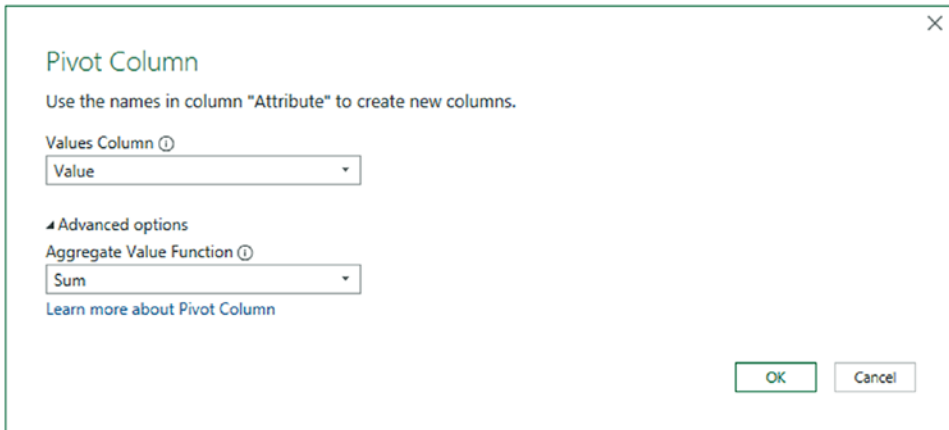 Pivot Column
Use the names in column "Attribute" to create new columns.
Values Column
Value
Advanced options
Aggregate Value Function
Sum
Learn more about Pivot Column
OK
Cancel